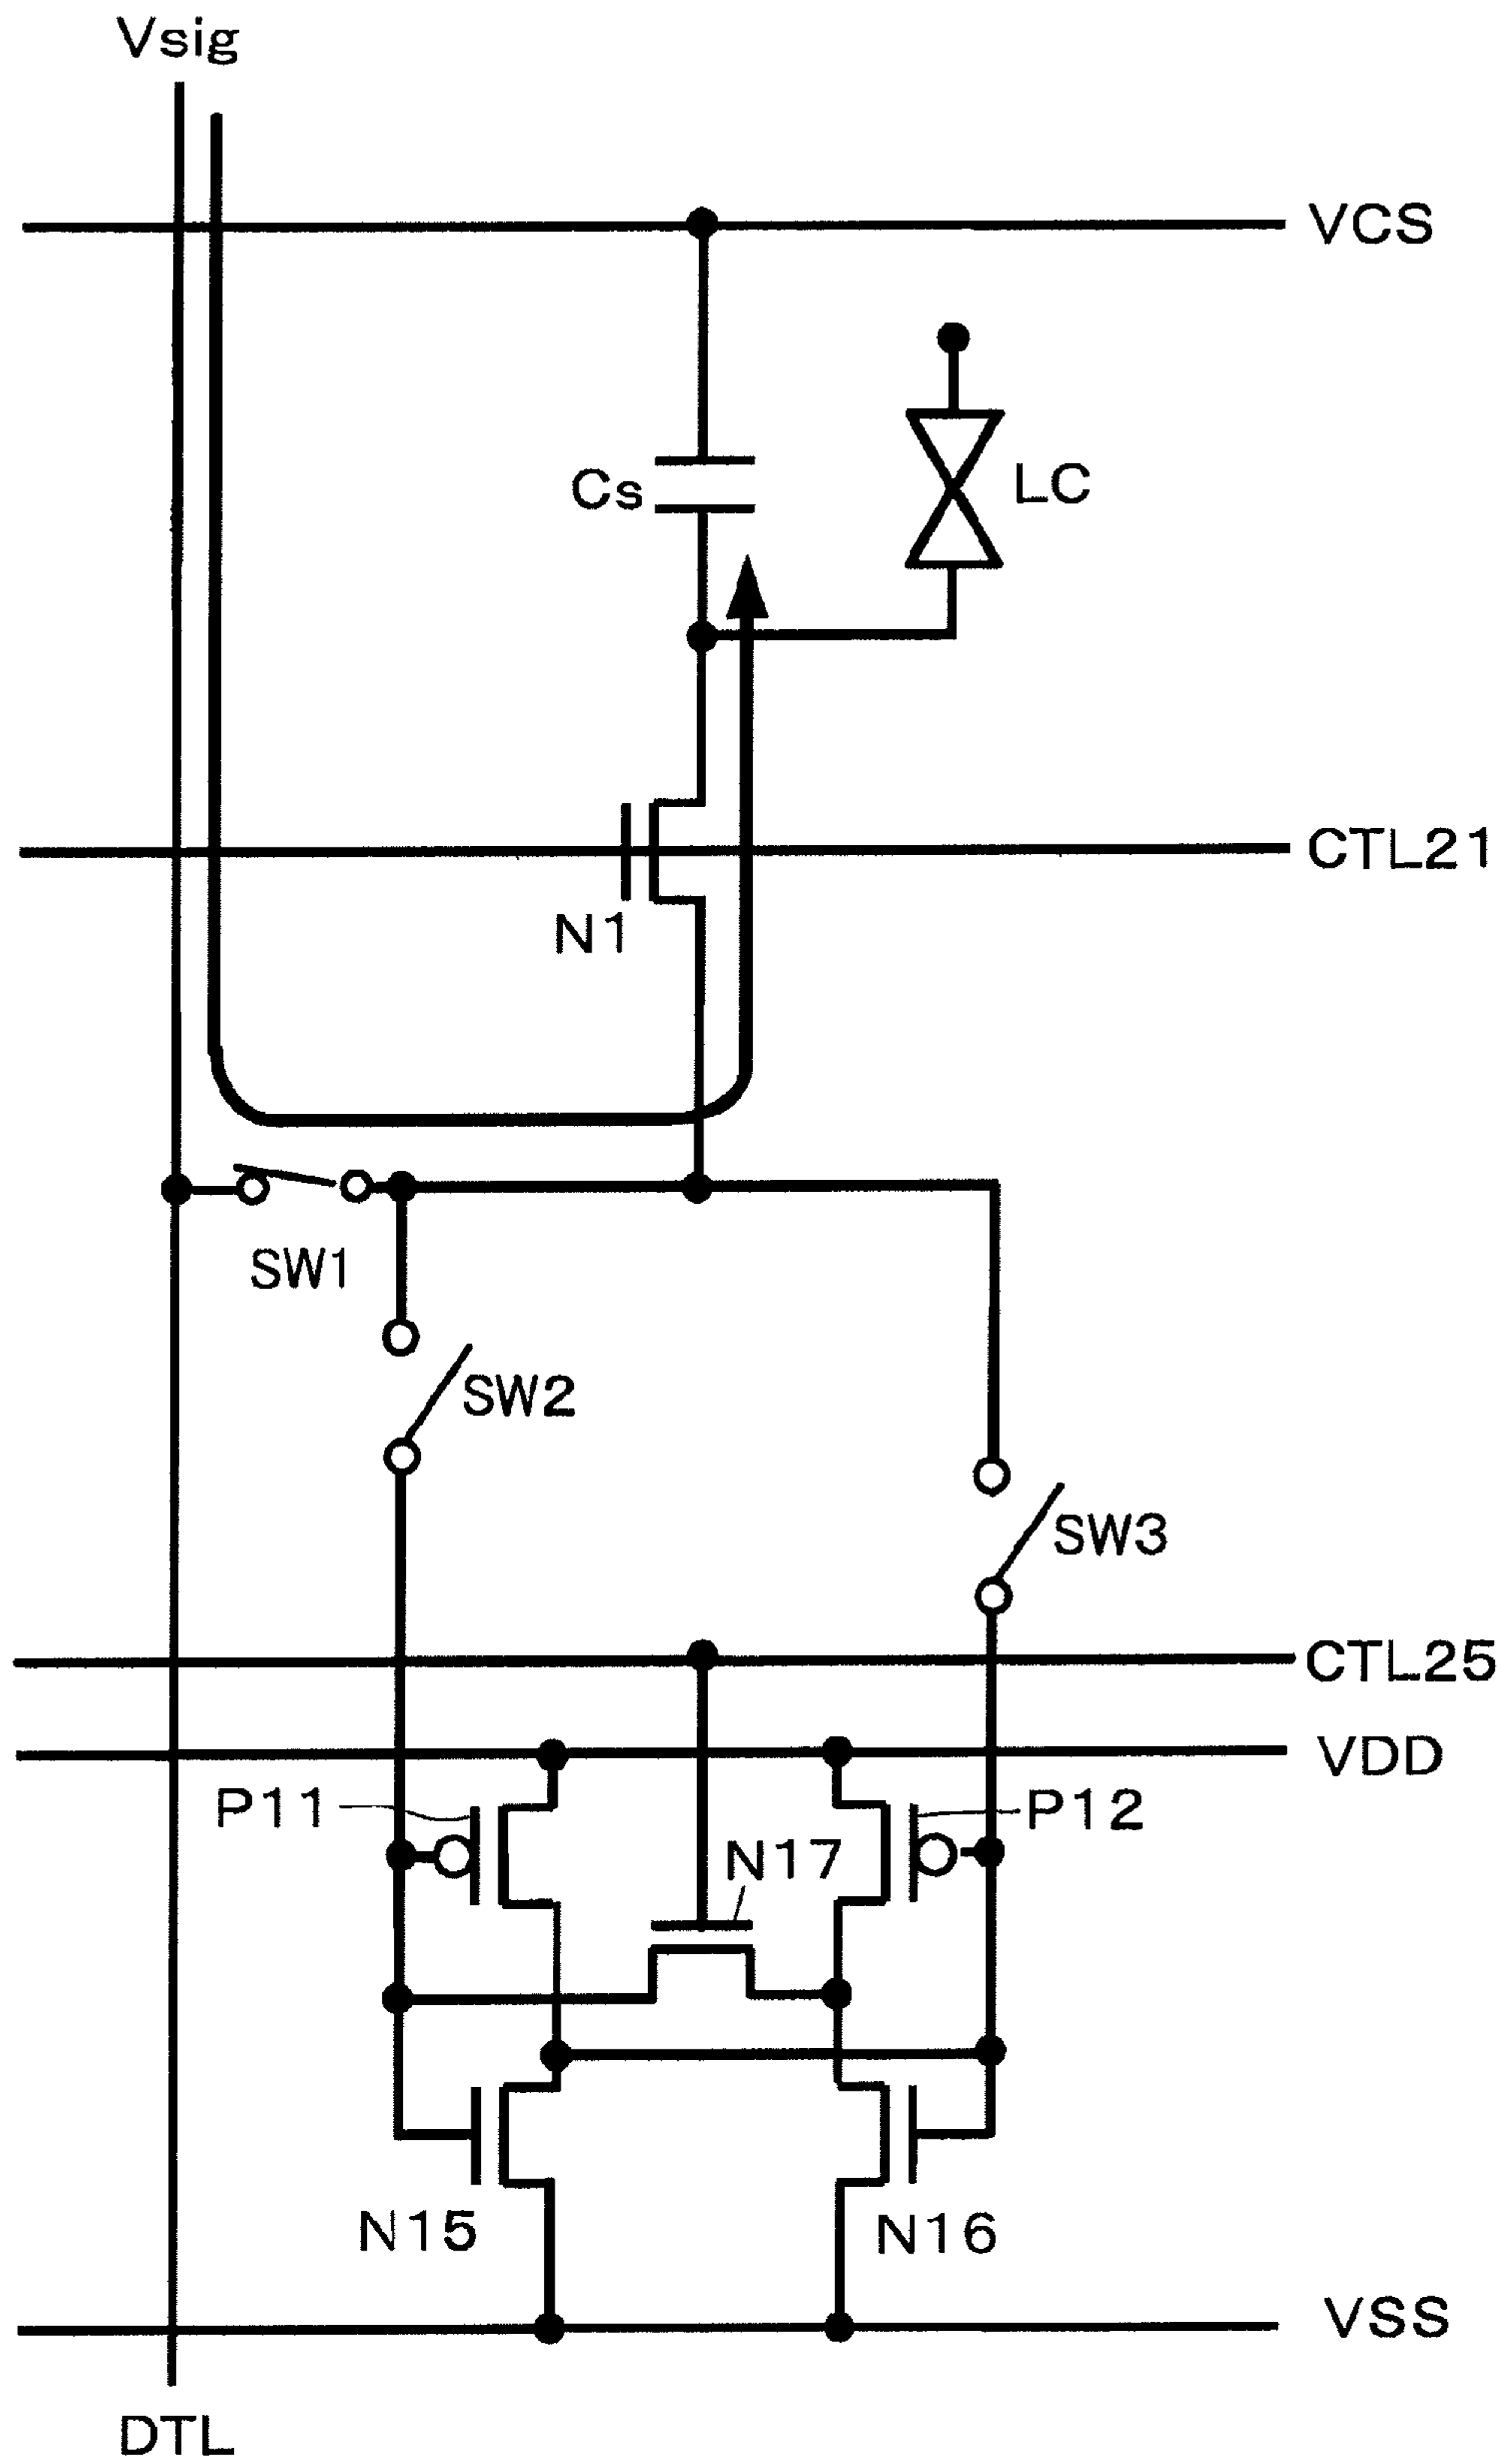 Vsig
VCS
Cs
LC
CTL21
N1
SW1
SW2
SW3
CTL25
VDD
P11
P12
N17
N15
N16
VSS
DTL